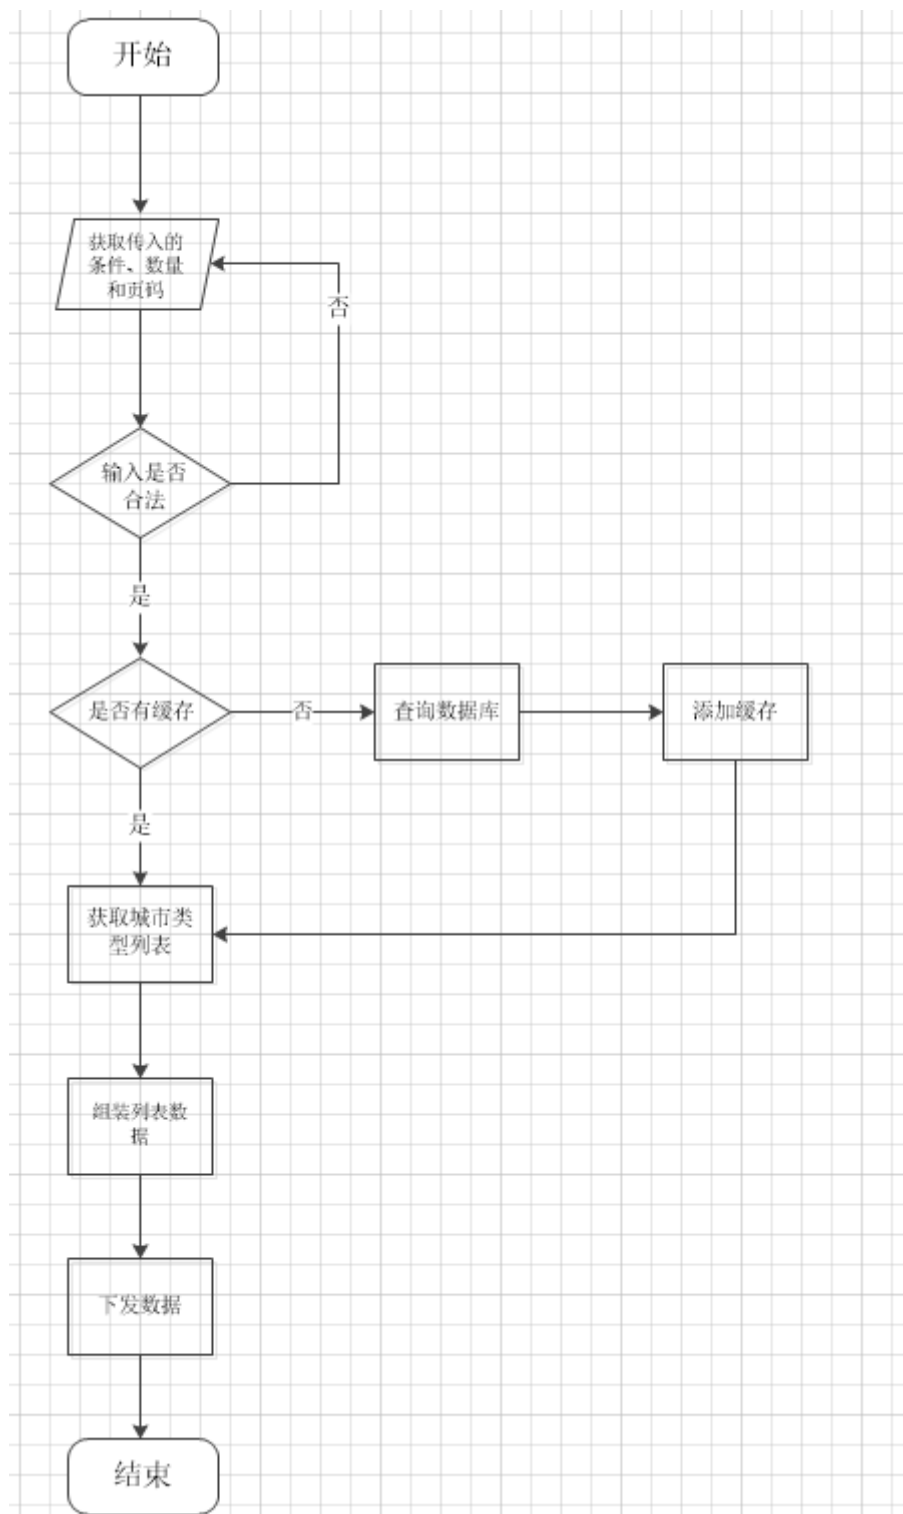 开始
获取传入的
条件、数量
和页码
否
输入是否
合法
是
是否有缓存
否
查询数据库
添加缓存
是
获取城市类
型列表
组装列表数
据
下发数据
结束